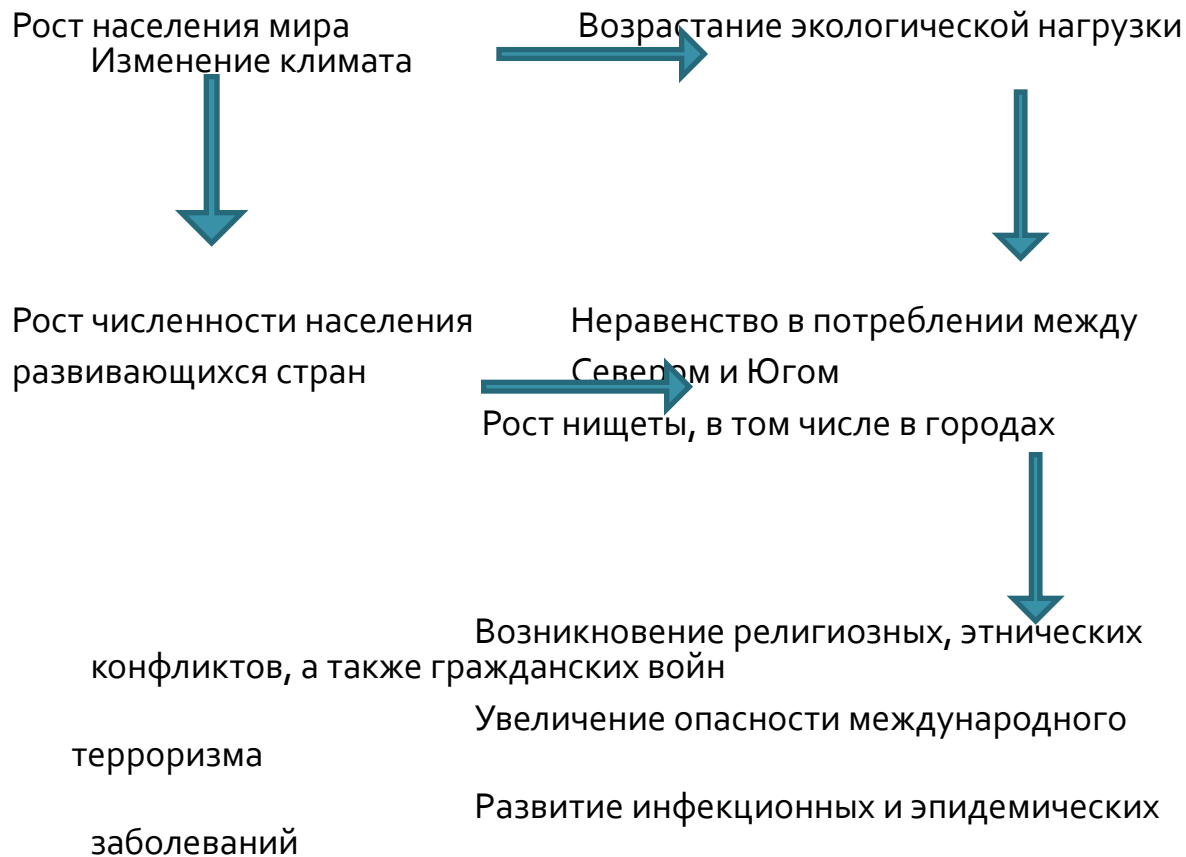 Рост населения мира
Возрастание экологической нагрузки
Изменение климата
Рост численности населения
развивающихся стран
Неравенство в потреблении между
Севером и Югом
Рост нищеты, в том числе в городах
Возникновение религиозных, этнических
конфликтов, а также гражданских войн
Увеличение опасности международного
терроризма
Развитие инфекционных и эпидемических
заболеваний